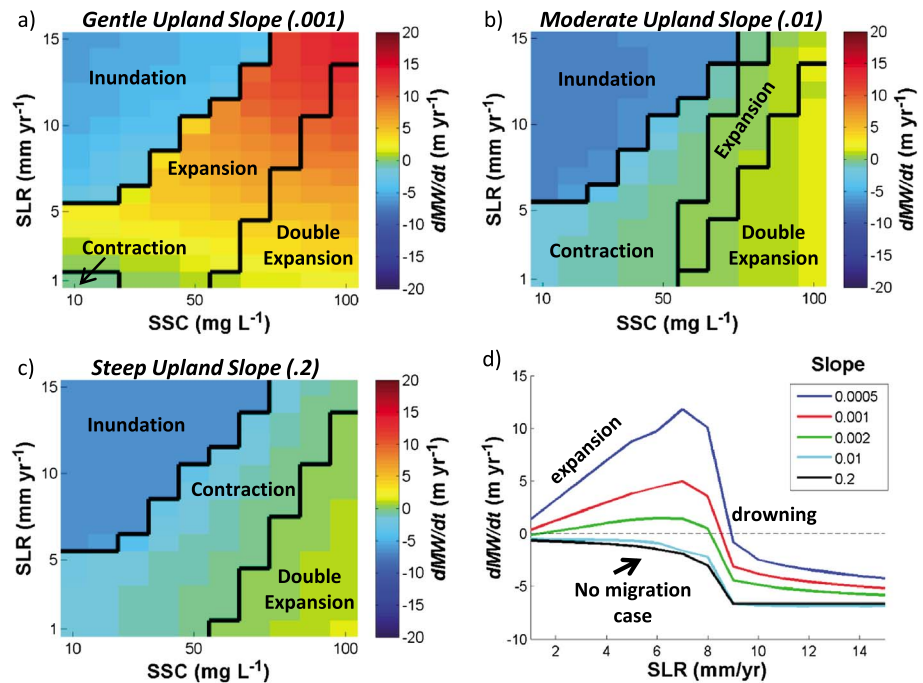 a)
Gentle Upland Slope (.001)
15
10
5
1
SLR (mm yr-1)
Inundation
Expansion
Contraction
Double
Expansion
10
50
100
SSC (mg L-1)
20
15
10
5
0
-5
-10
-15
-20
dMW/dt (m yr-1)
b)
Moderate Upland Slope (.01)
15
10
5
1
SLR (mm yr-1)
Inundation
Expansion
Contraction
Double
Expansion
10
50
100
SSC (mg L-1)
20
15
10
5
0
-5
-10
-15
-20
dMW/dt (m yr-1)
c)
Steep Upland Slope (.2)
15
10
5
1
SLR (mm yr-1)
Inundation
Contraction
Double
Expansion
10
50
100
SSC (mg L-1)
20
15
10
5
0
-5
-10
-15
-20
dMW/dt (m yr-1)
d)
Slope
0.0005
0.001
0.002
0.01
0.2
15
10
5
0
-5
-10
dMW/dt (m yr-1)
expansion
drowning
No migration
case
2
4
6
8
10
12
14
SLR (mm/yr)